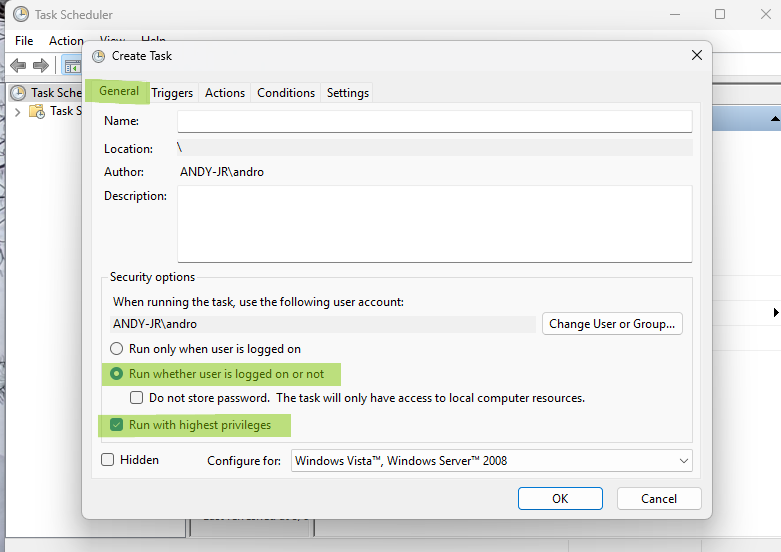 Task Scheduler
File Action View Help
Create Task
Task Sche
Task S
General Triggers Actions Conditions Settings
Name:
Location: \
Author: ANDY-JR\andro
Description:
Security options
When running the task, use the following user account:
ANDY-JR\andro
Change User or Group...
Run only when user is logged on
Run whether user is logged on or not
Do not store password. The task will only have access to local computer resources.
Run with highest privileges
Hidden
Configure for: Windows Vista™, Windows Server™ 2008
OK Cancel